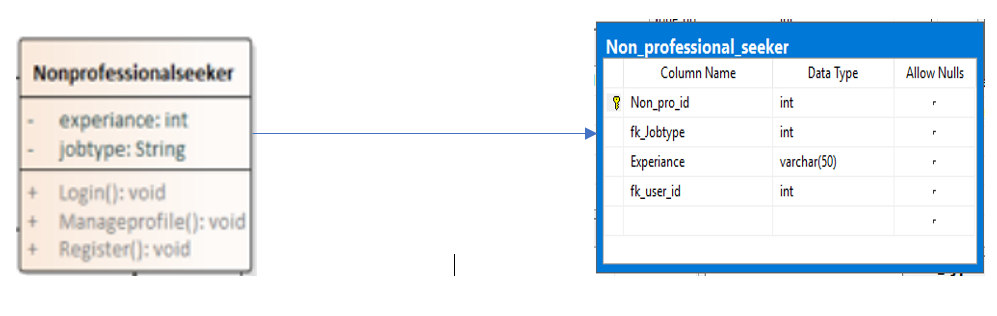 Nonprofessionalseeker
- experiance: int
- jobtype: String
+ Login(): void
+ Manageprofile(): void
+ Register(): void
Non_professional_seeker
Column Name Data Type Allow Nulls
Non_pro_id int
fk_Jobtype int
Experiance varchar(50)
fk_user_id int